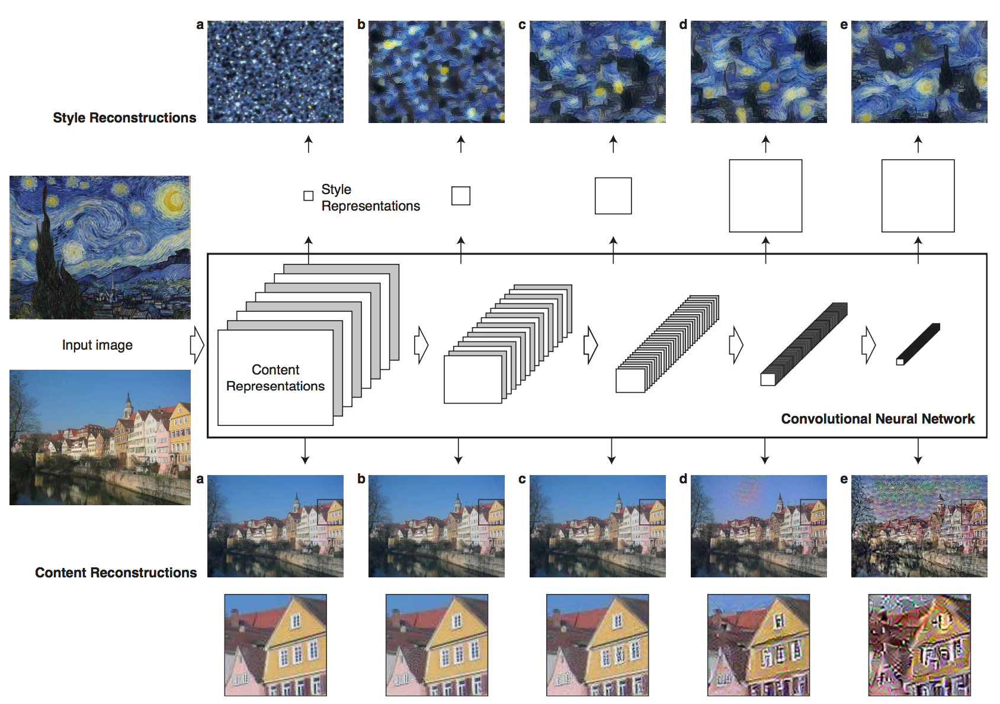 a
b
c
d
e
Style Reconstructions
Style
Representations
Input image
Content
Representations
Convolutional Neural Network
a
b
c
d
e
Content Reconstructions